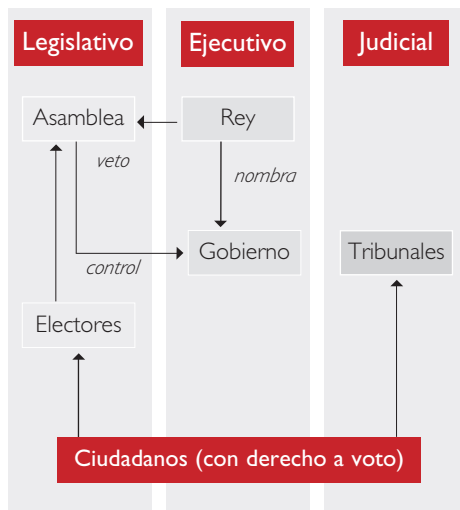 Legislativo
Ejecutivo
Judicial
Asamblea
Rey
veto
nombra
Gobierno
Tribunales
control
Electores
Ciudadanos (con derecho a voto)